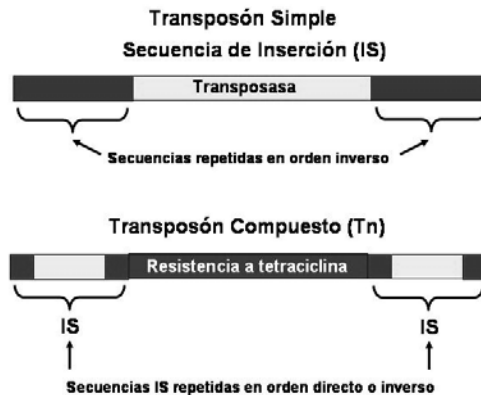 Transposón Simple
Secuencia de Inserción (IS)
Transposasa
Secuencias repetidas en orden inverso
Transposón Compuesto (Tn)
Resistencia a tetraciclina
IS
IS
Secuencias IS repetidas en orden directo o inverso